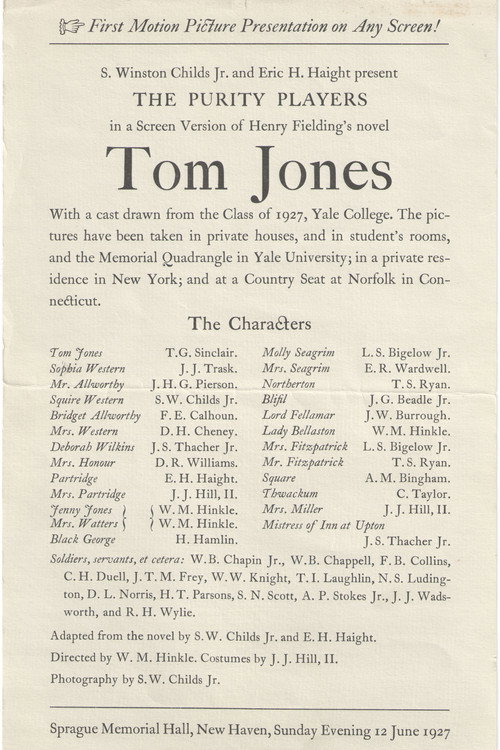 ☞ First Motion Picture Presentation on Any Screen!
S. Winston Childs Jr. and Eric H. Haight present
THE PURITY PLAYERS
in a Screen Version of Henry Fielding's novel
Tom Jones
With a cast drawn from the Class of 1927, Yale College. The pic-
tures have been taken in private houses, and in student's rooms,
and the Memorial Quadrangle in Yale University; in a private res-
idence in New York; and at a Country Seat at Norfolk in Con-
necticut.
The Characters
Tom Jones T.G. Sinclair.
Sophia Western J. J. Trask.
Mr. Allworthy J. H. G. Pierson.
Squire Western S.W. Childs Jr.
Bridget Allworthy F. E. Calhoun.
Mrs. Western D. H. Cheney.
Deborah Wilkins J.S. Thacher Jr.
Mrs. Honour D. R. Williams.
Partridge E. H. Haight.
Mrs. Partridge J. J. Hill, II.
Jenny Jones } { W. M. Hinkle.
Mrs. Watters } { W. M. Hinkle.
Black George H. Hamlin.
Molly Seagrim L. S. Bigelow Jr.
Mrs. Seagrim E. R. Wardwell.
Northerton T. S. Ryan.
Blifil J. G. Beadle Jr.
Lord Fellamar J. W. Burrough.
Lady Bellaston W. M. Hinkle.
Mrs. Fitzpatrick L. S. Bigelow Jr.
Mr. Fitzpatrick T. S. Ryan.
Square A. M. Bingham.
Thwackum C. Taylor.
Mrs. Miller J. J. Hill, II.
Mistress of Inn at Upton
J.S. Thacher Jr.
Soldiers, servants, et cetera: W. B. Chapin Jr., W. B. Chappell, F. B. Collins,
C. H. Duell, J. T. M. Frey, W. W. Knight, T. I. Laughlin, N. S. Luding-
ton, D. L. Norris, H. T. Parsons, S. N. Scott, A. P. Stokes Jr., J. J. Wads-
worth, and R. H. Wylie.
Adapted from the novel by S. W. Childs Jr. and E. H. Haight.
Directed by W. M. Hinkle. Costumes by J. J. Hill, II.
Photography by S. W. Childs Jr.
Sprague Memorial Hall, New Haven, Sunday Evening 12 June 1927